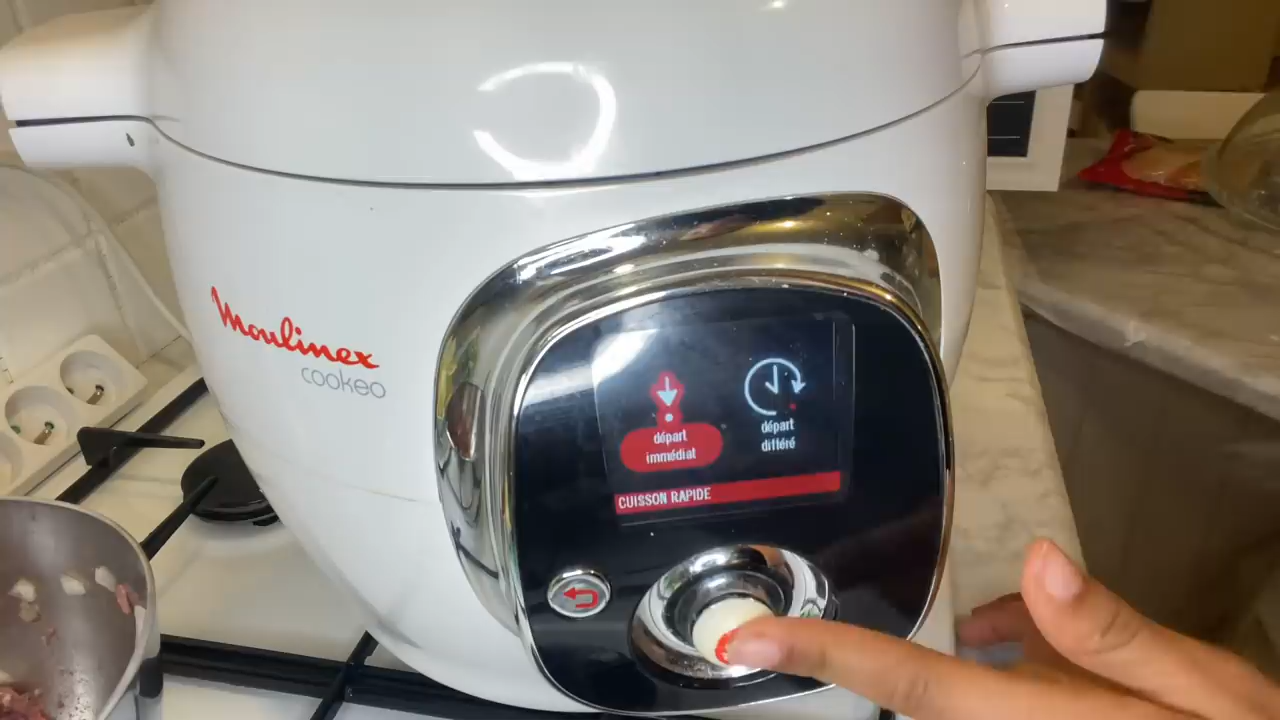 Moulinex
cookeo
départ
immédiat
départ
différé
CUISSON RAPIDE